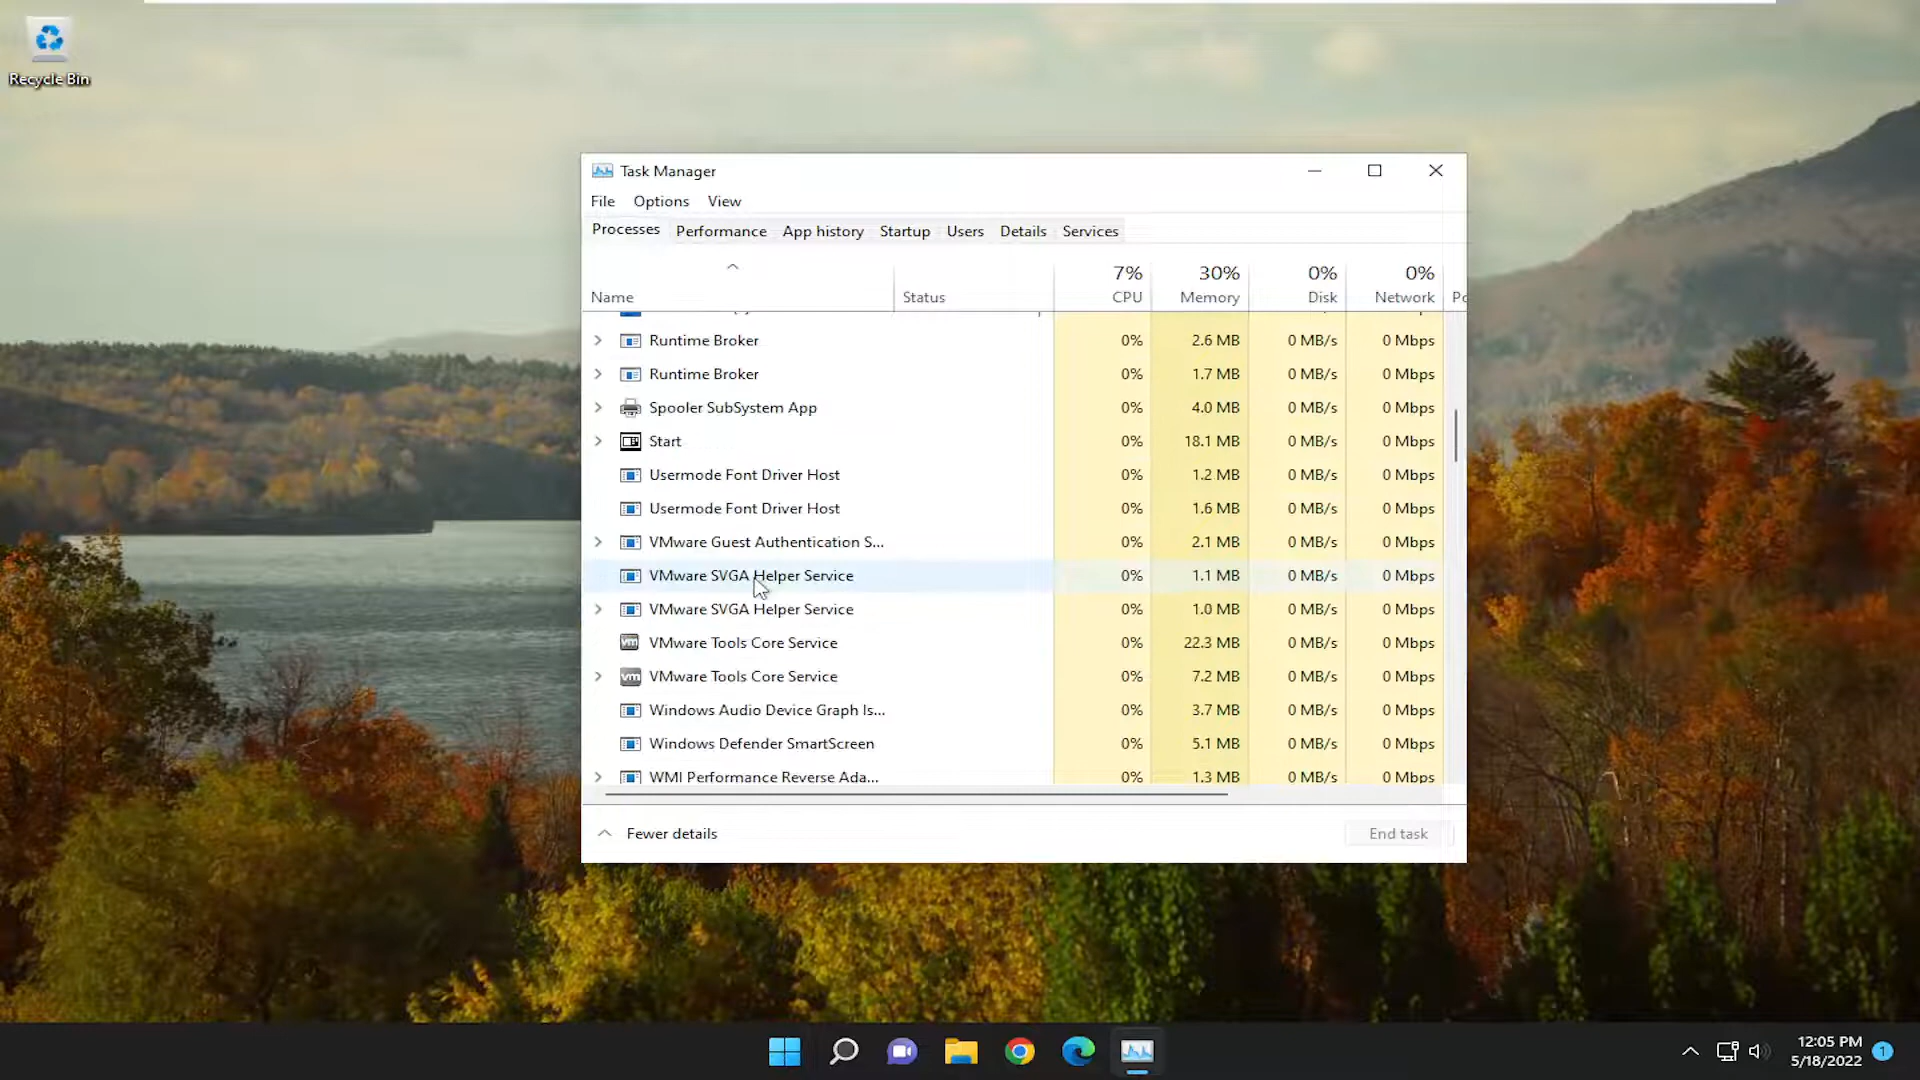 Recycle Bin
Task Manager
File Options View
Processes Performance App history Startup Users Details Services
7% 30% 0% 0%
Name Status CPU Memory Disk Network Po
Runtime Broker 0% 2.6 MB 0 MB/s 0 Mbps
Runtime Broker 0% 1.7 MB 0 MB/s 0 Mbps
Spooler SubSystem App 0% 4.0 MB 0 MB/s 0 Mbps
Start 0% 18.1 MB 0 MB/s 0 Mbps
Usermode Font Driver Host 0% 1.2 MB 0 MB/s 0 Mbps
Usermode Font Driver Host 0% 1.6 MB 0 MB/s 0 Mbps
VMware Guest Authentication S... 0% 2.1 MB 0 MB/s 0 Mbps
VMware SVGA Helper Service 0% 1.1 MB 0 MB/s 0 Mbps
VMware SVGA Helper Service 0% 1.0 MB 0 MB/s 0 Mbps
vm VMware Tools Core Service 0% 22.3 MB 0 MB/s 0 Mbps
vm VMware Tools Core Service 0% 7.2 MB 0 MB/s 0 Mbps
Windows Audio Device Graph Is... 0% 3.7 MB 0 MB/s 0 Mbps
Windows Defender SmartScreen 0% 5.1 MB 0 MB/s 0 Mbps
WMI Performance Reverse Ada... 0% 1.3 MB 0 MB/s 0 Mbps
Fewer details End task
12:05 PM
5/18/2022 1